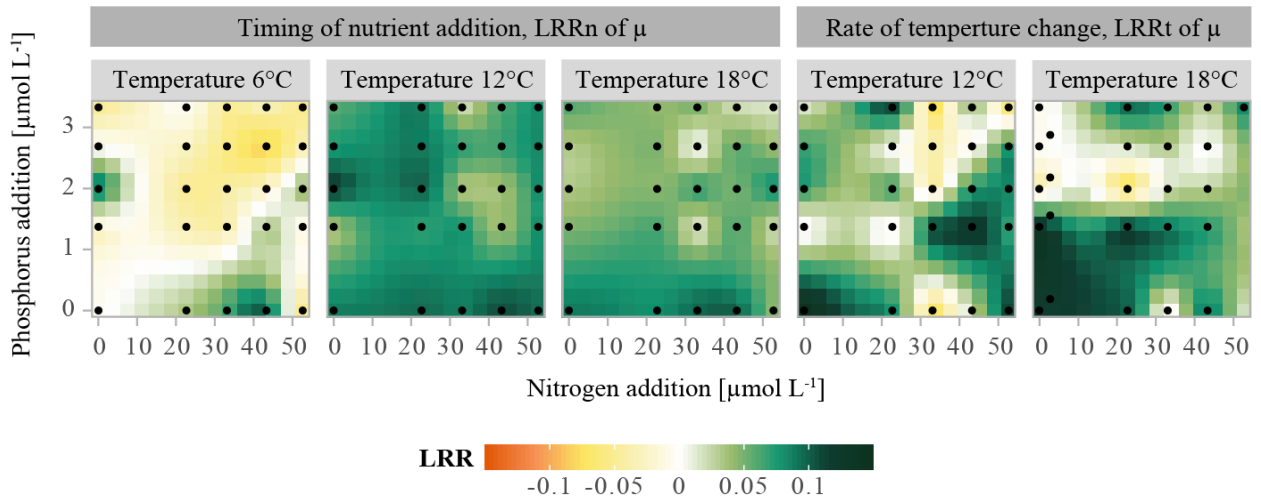 Timing of nutrient addition, LRRn of µ
Rate of temperture change, LRRt of µ
Temperature 6°C
Temperature 12°C
Temperature 18°C
Temperature 12°C
Temperature 18°C
Phosphorus addition [µmol L-1]
3
2
1
0
0 10 20 30 40 50
0 10 20 30 40 50
0 10 20 30 40 50
0 10 20 30 40 50
0 10 20 30 40 50
Nitrogen addition [µmol L-1]
LRR
-0.1 -0.05 0 0.05 0.1